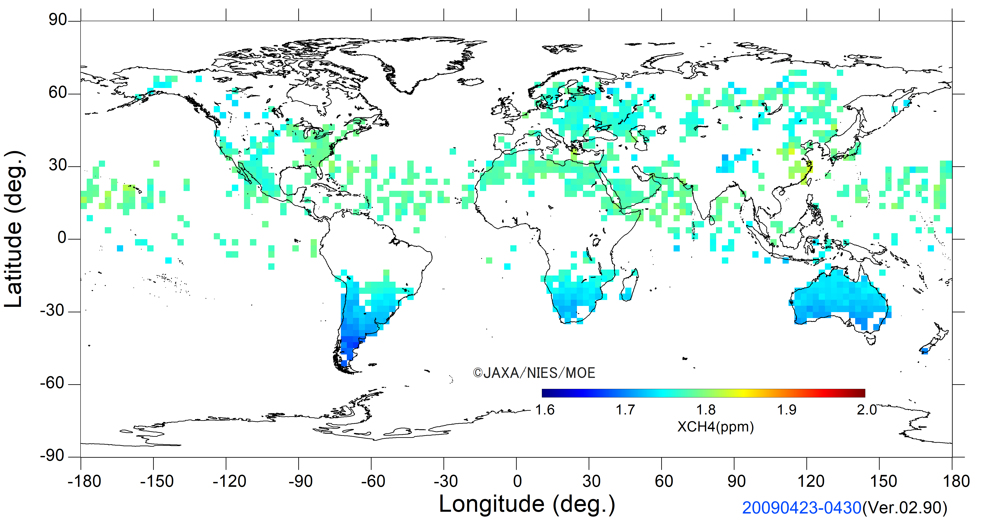 90
60
30
0
-30
-60
-90
Latitude (deg.)
©JAXA/NIES/MOE
1.6 1.7 1.8 1.9 2.0
XCH4(ppm)
-180 -150 -120 -90 -60 -30 0 30 60 90 120 150 180
Longitude (deg.)
20090423-0430(Ver.02.90)